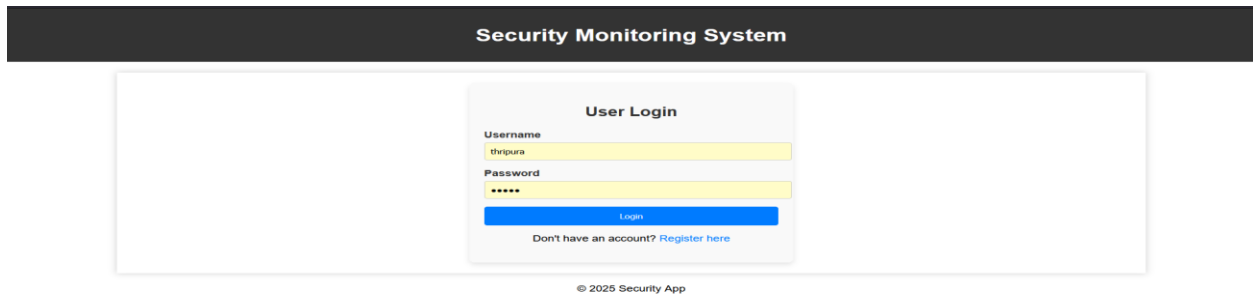 Security Monitoring System
User Login
Username
thripura
Password
•••••
Login
Don't have an account? Register here
© 2025 Security App